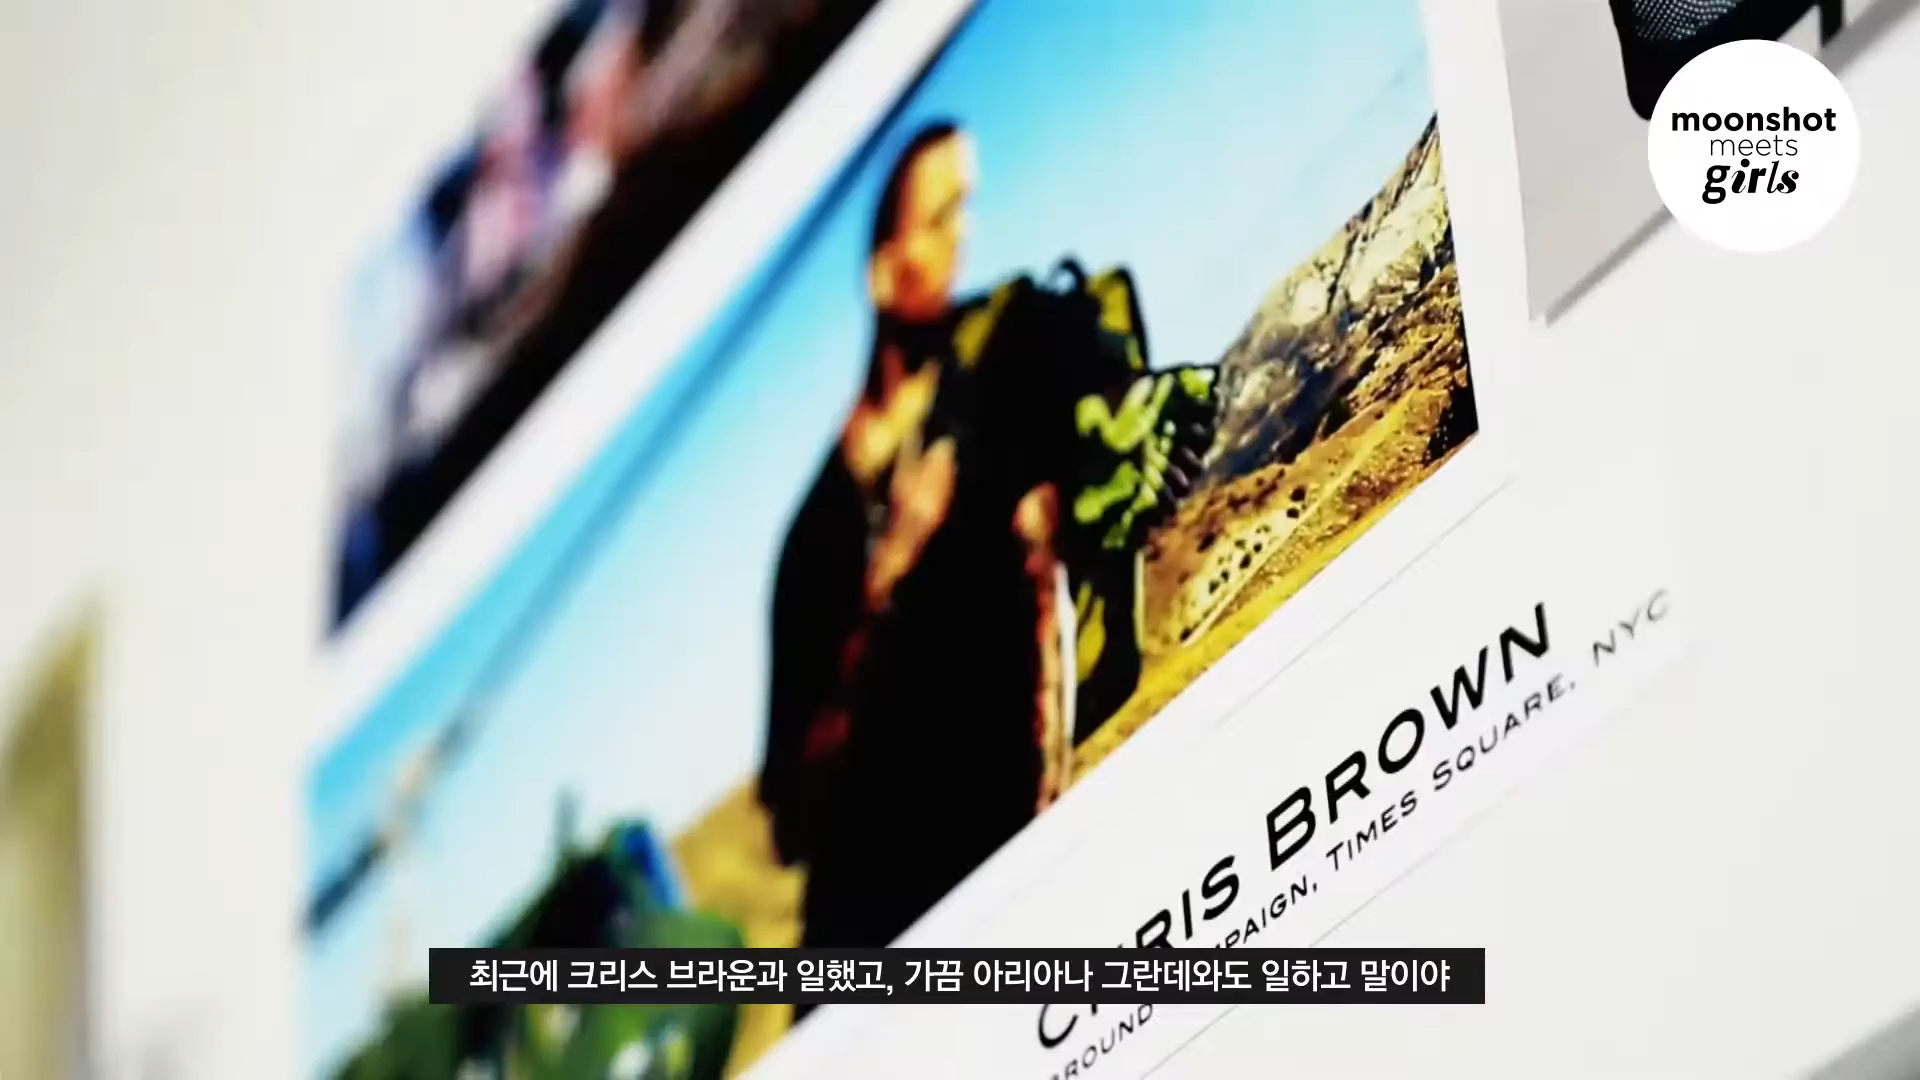 moonshot
meets
girls
CHRIS BROWN
TIMES SQUARE, NYC
최근에 크리스 브라운과 일했고, 가끔 아리아나 그란데와도 일하고 말이야